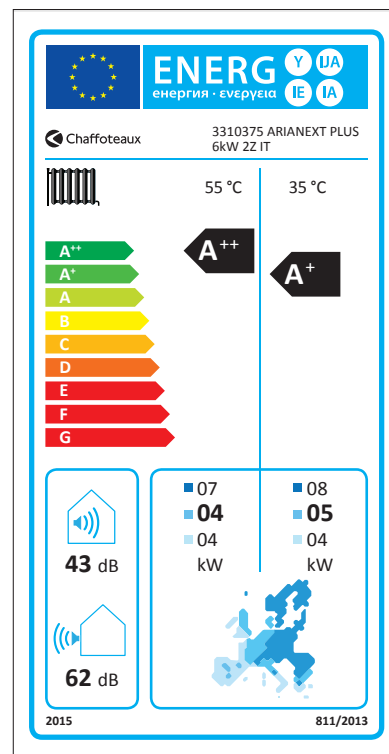 ENERG Y IJA
енергия · ενεργεια IE IA
Chaffoteaux
3310375 ARIANEXT PLUS
6kW 2Z IT
55 °C 35 °C
A++ A++
A+ A+
A
B
C
D
E
F
G
07 08
04 05
04 04
kW kW
43 dB
62 dB
2015 811/2013